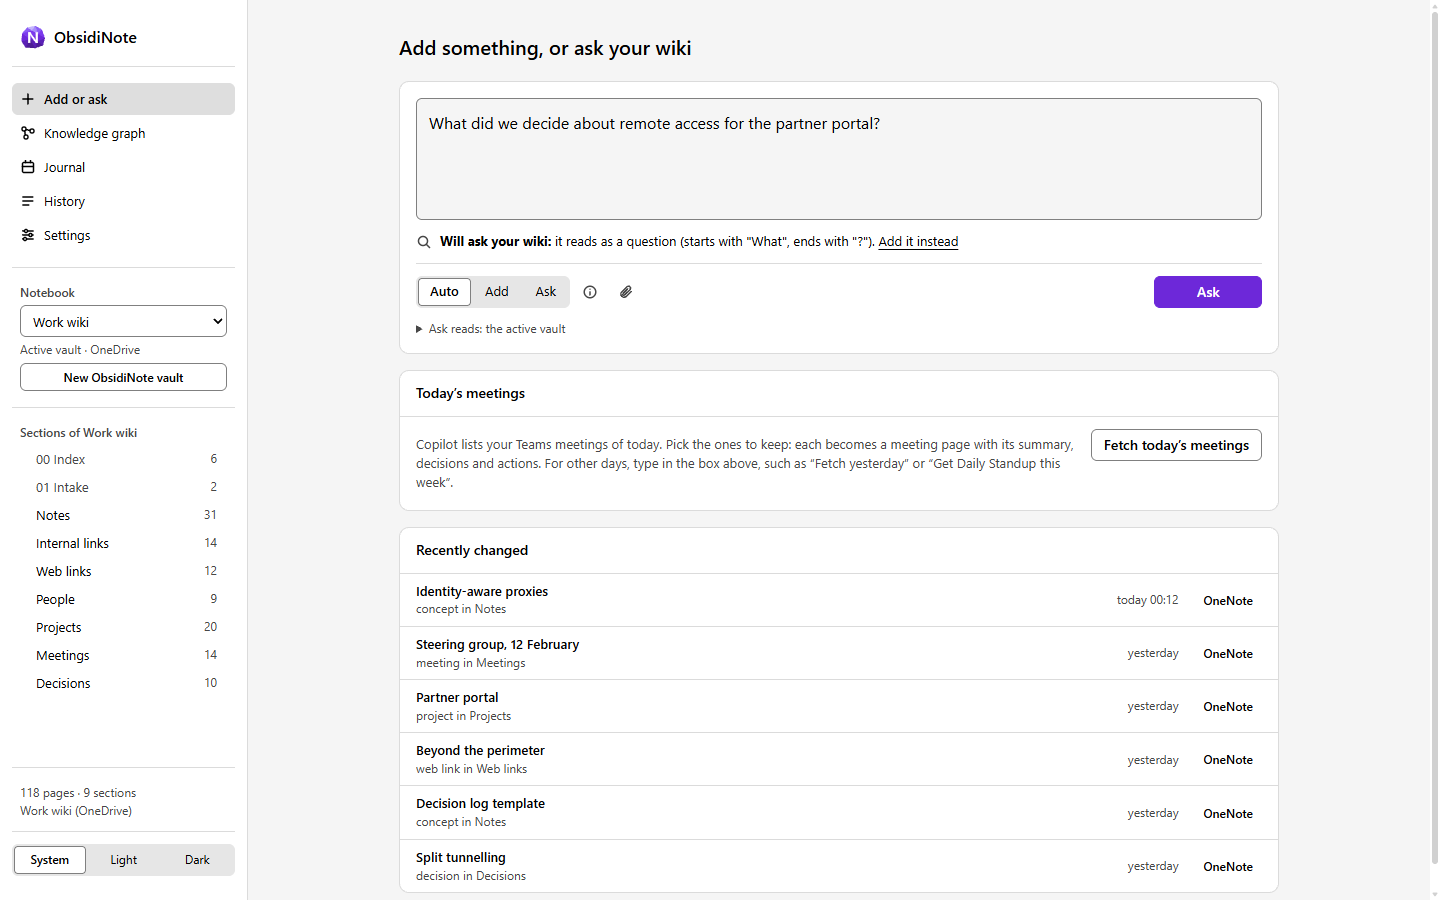 ObsidiNote
Add or ask
Knowledge graph
Journal
History
Settings
Notebook
Work wiki
Active vault · OneDrive
New ObsidiNote vault
Sections of Work wiki
00 Index 6
01 Intake 2
Notes 31
Internal links 14
Web links 12
People 9
Projects 20
Meetings 14
Decisions 10
118 pages · 9 sections
Work wiki (OneDrive)
System Light Dark
Add something, or ask your wiki
What did we decide about remote access for the partner portal?
Will ask your wiki: it reads as a question (starts with "What", ends with "?"). Add it instead
Auto Add Ask
Ask
Ask reads: the active vault
Today’s meetings
Copilot lists your Teams meetings of today. Pick the ones to keep: each becomes a meeting page with its summary,
decisions and actions. For other days, type in the box above, such as “Fetch yesterday” or “Get Daily Standup this
week”.
Fetch today’s meetings
Recently changed
Identity-aware proxies
concept in Notes
today 00:12 OneNote
Steering group, 12 February
meeting in Meetings
yesterday OneNote
Partner portal
project in Projects
yesterday OneNote
Beyond the perimeter
web link in Web links
yesterday OneNote
Decision log template
concept in Notes
yesterday OneNote
Split tunnelling
decision in Decisions
yesterday OneNote